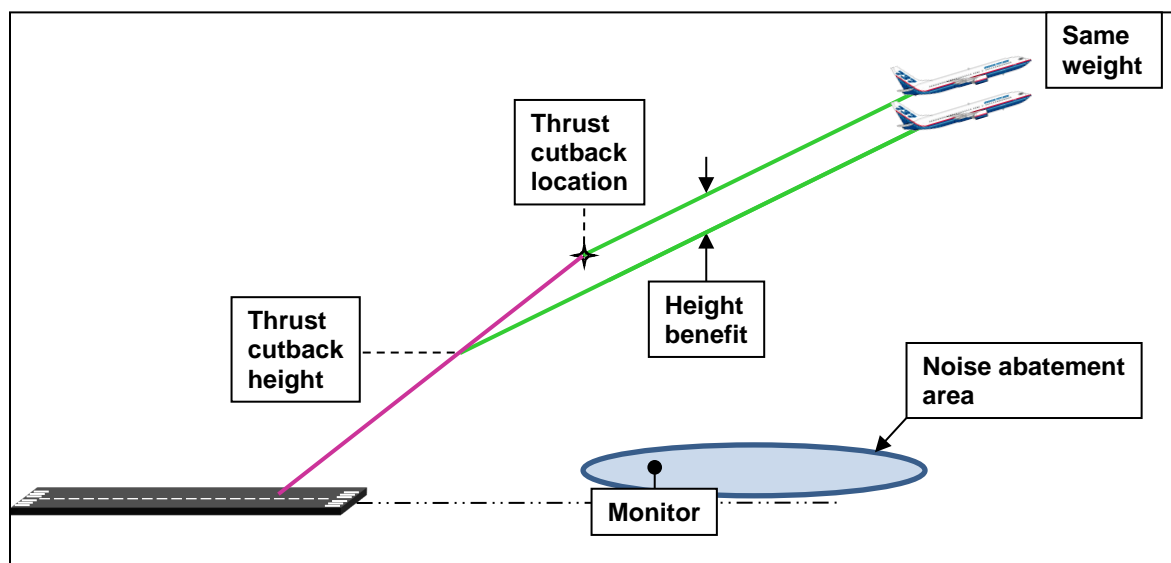 Same
weight
Thrust
cutback
location
Thrust
cutback
height
Height
benefit
Noise abatement
area
Monitor